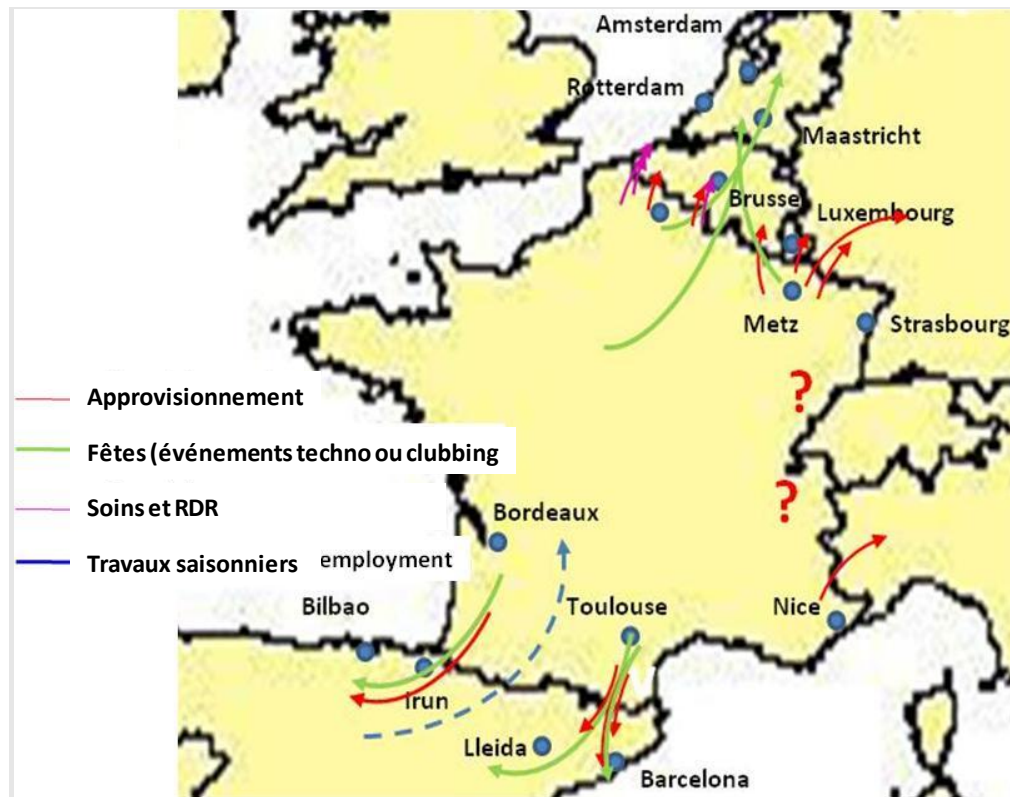 Amsterdam
Rotterdam
Maastricht
Brusse
Luxembourg
Metz
Strasbourg
?
Approvisionnement
Fêtes (événements techno ou clubbing
?
Soins et RDR
Bordeaux
Travaux saisonniers employment
Bilbao
Toulouse
Nice
Irun
Lleida
Barcelona